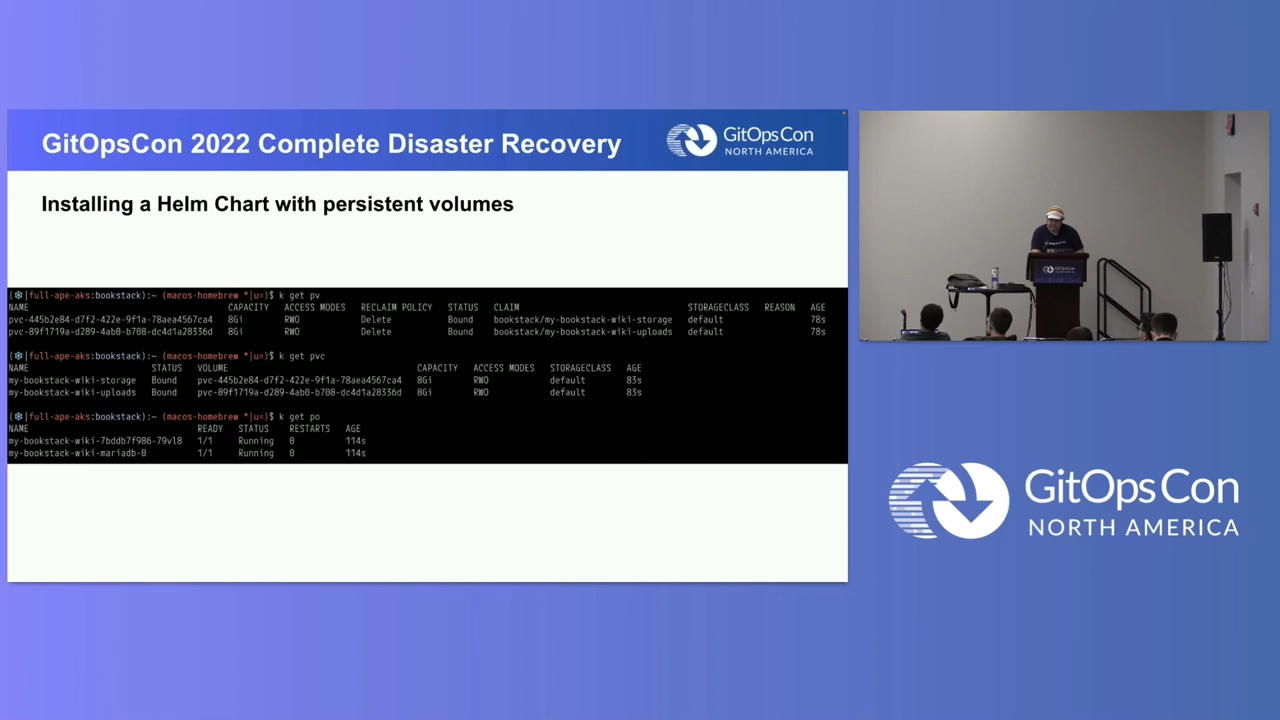 GitOpsCon 2022 Complete Disaster Recovery
GitOpsCon
NORTH AMERICA
Installing a Helm Chart with persistent volumes
(❄|full-ape-aks:bookstack):~ (macos-homebrew *|u=)$ k get pv
NAME CAPACITY ACCESS MODES RECLAIM POLICY STATUS CLAIM STORAGECLASS REASON AGE
pvc-445b2e84-d7f2-422e-9f1a-78aea4567ca4 8Gi RWO Delete Bound bookstack/my-bookstack-wiki-storage default 78s
pvc-89f1719a-d289-4ab0-b708-dc4d1a28336d 8Gi RWO Delete Bound bookstack/my-bookstack-wiki-uploads default 78s
(❄|full-ape-aks:bookstack):~ (macos-homebrew *|u=)$ k get pvc
NAME STATUS VOLUME CAPACITY ACCESS MODES STORAGECLASS AGE
my-bookstack-wiki-storage Bound pvc-445b2e84-d7f2-422e-9f1a-78aea4567ca4 8Gi RWO default 83s
my-bookstack-wiki-uploads Bound pvc-89f1719a-d289-4ab0-b708-dc4d1a28336d 8Gi RWO default 83s
(❄|full-ape-aks:bookstack):~ (macos-homebrew *|u=)$ k get po
NAME READY STATUS RESTARTS AGE
my-bookstack-wiki-7bddb7f986-79vl8 1/1 Running 0 114s
my-bookstack-wiki-mariadb-0 1/1 Running 0 114s
GitOpsCon
GitOpsCon
NORTH AMERICA